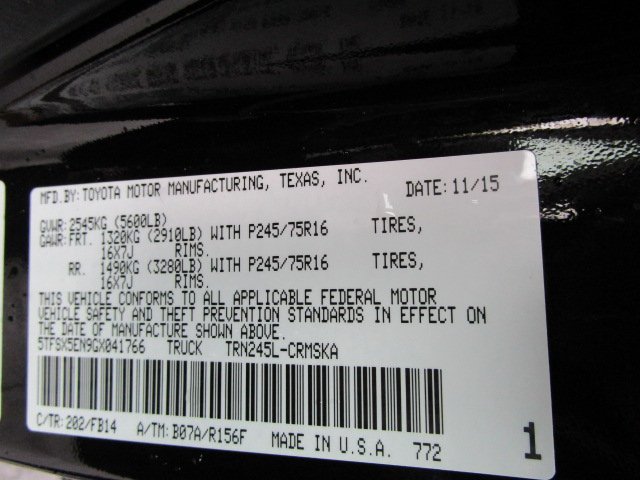 MFD.BY:TOYOTA MOTOR MANUFACTURING, TEXAS, INC. DATE:11/15
GVWR:2545KG (5600LB)
GAWR:FRT. 1320KG (2910LB) WITH P245/75R16 TIRES,
16X7J RIMS.
RR. 1490KG (3280LB) WITH P245/75R16 TIRES,
16X7J RIMS.
THIS VEHICLE CONFORMS TO ALL APPLICABLE FEDERAL MOTOR
VEHICLE SAFETY AND THEFT PREVENTION STANDARDS IN EFFECT ON
THE DATE OF MANUFACTURE SHOWN ABOVE.
5TFSX5EN9GX041766 TRUCK TRN245L-CRMSKA
C/TR:202/FB14 A/TM:B07A/R156F MADE IN U.S.A. 772 1